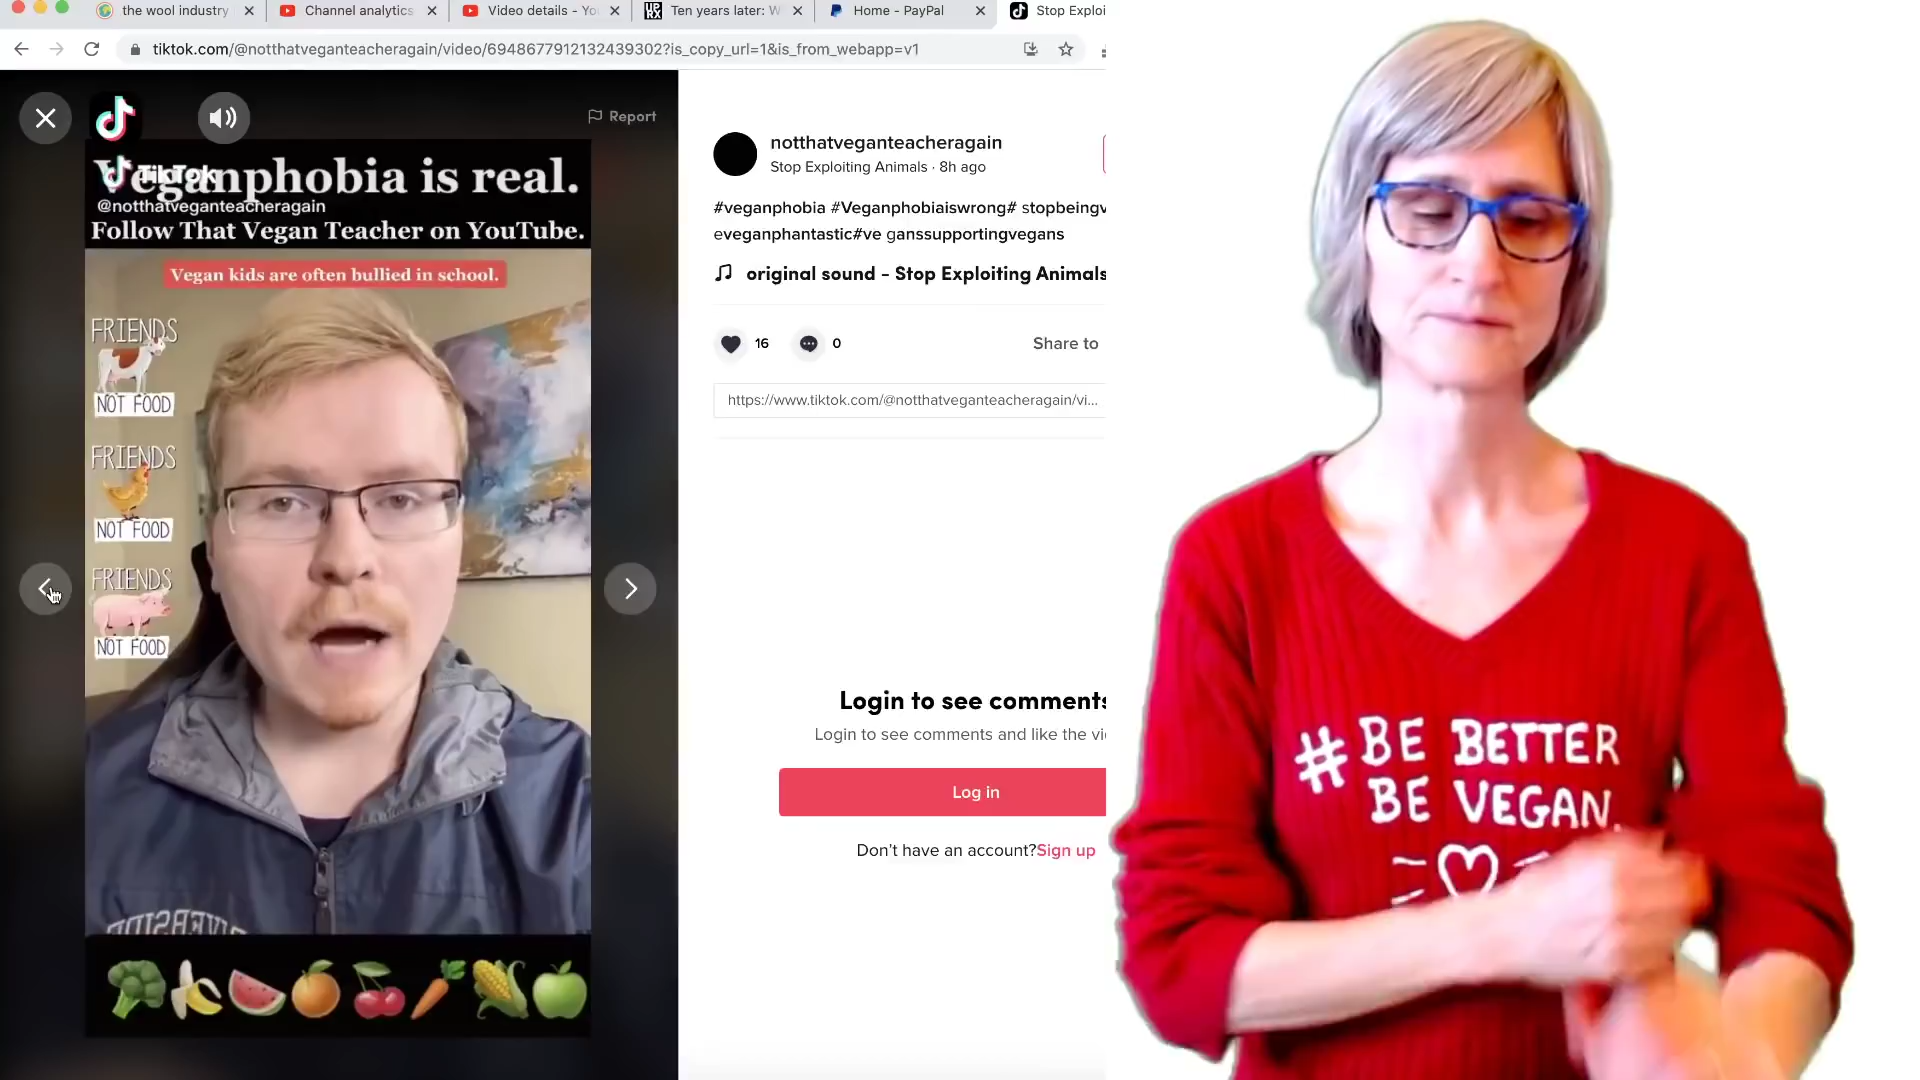 the wool industry
Channel analytics
Video details - You
UP
RX
Ten years later: W
Home - PayPal
Stop Exploi
tiktok.com/@notthatveganteacheragain/video/6948677912132439302?is_copy_url=1&is_from_webapp=v1
Report
Veganphobia is real.
TikTok
@notthatveganteacheragain
Follow That Vegan Teacher on YouTube.
Vegan kids are often bullied in school.
FRIENDS
NOT FOOD
FRIENDS
NOT FOOD
FRIENDS
NOT FOOD
notthatveganteacheragain
Stop Exploiting Animals · 8h ago
#veganphobia #Veganphobiaiswrong# stopbeingv
eveganphantastic#ve ganssupportingvegans
original sound - Stop Exploiting Animals
16
0
Share to
https://www.tiktok.com/@notthatveganteacheragain/vi...
Login to see comments
Login to see comments and like the vi
Log in
Don't have an account?Sign up
#BE BETTER
BE VEGAN.